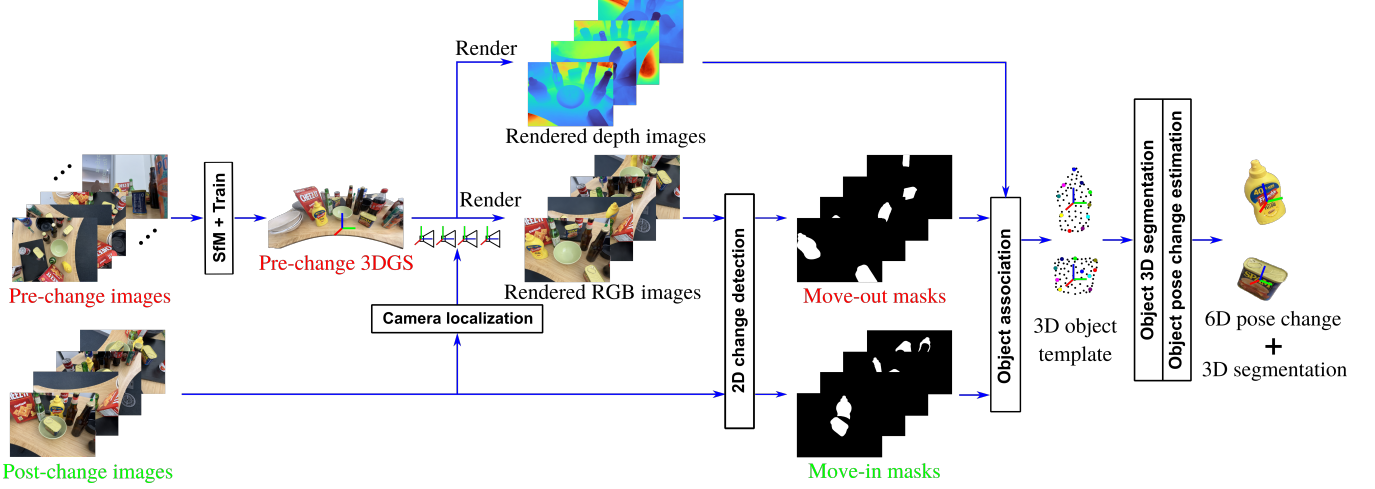 Render
Rendered depth images
SfM + Train
Pre-change images
Pre-change 3DGS
Render
Rendered RGB images
Camera localization
Post-change images
2D change detection
Move-out masks
Move-in masks
Object association
3D object
template
Object 3D segmentation
Object pose change estimation
6D pose change
+
3D segmentation